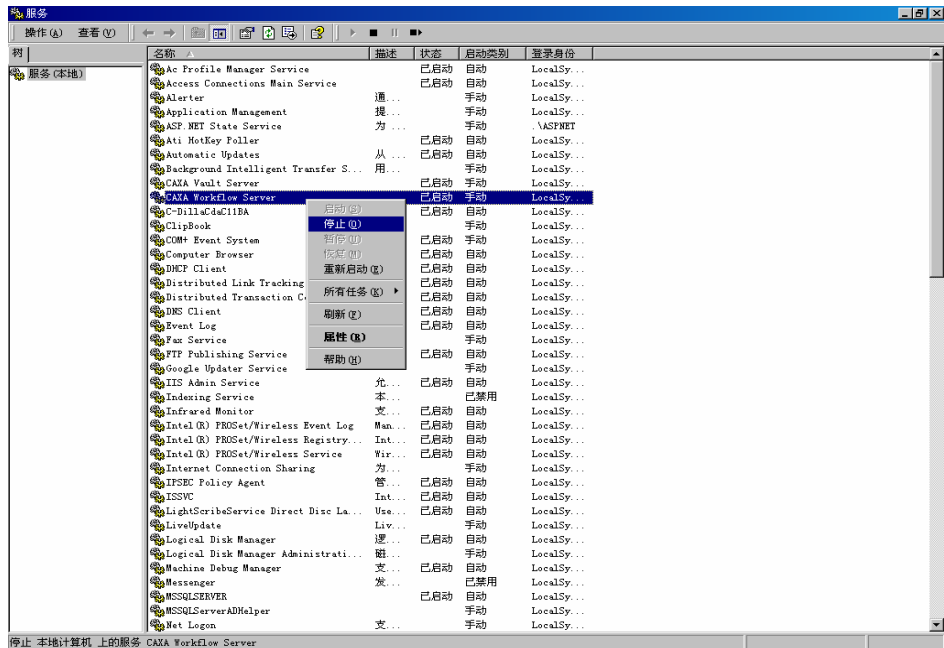 服务
操作(A) 查看(V)
树
服务(本地)
名称 描述 状态 启动类别 登录身份
Ac Profile Manager Service 已启动 自动 LocalSy...
Access Connections Main Service 已启动 自动 LocalSy...
Alerter 通... 手动 LocalSy...
Application Management 提... 手动 LocalSy...
ASP.NET State Service 为 ... 手动 .\ASPNET
Ati HotKey Poller 已启动 自动 LocalSy...
Automatic Updates 从 ... 已启动 自动 LocalSy...
Background Intelligent Transfer S... 用... 手动 LocalSy...
CAXA Vault Server 已启动 手动 LocalSy...
CAXA Workflow Server 已启动 手动 LocalSy...
C-DillaCdaC11BA 已启动 自动 LocalSy...
ClipBook 手动 LocalSy...
COM+ Event System 已启动 手动 LocalSy...
Computer Browser 已启动 自动 LocalSy...
DHCP Client 已启动 自动 LocalSy...
Distributed Link Tracking 已启动 自动 LocalSy...
Distributed Transaction C 已启动 自动 LocalSy...
DNS Client 已启动 自动 LocalSy...
Event Log 已启动 自动 LocalSy...
Fax Service 手动 LocalSy...
FTP Publishing Service 已启动 自动 LocalSy...
Google Updater Service 手动 LocalSy...
IIS Admin Service 允... 已启动 自动 LocalSy...
Indexing Service 本... 已禁用 LocalSy...
Infrared Monitor 支... 已启动 自动 LocalSy...
Intel(R) PROSet/Wireless Event Log Man... 已启动 自动 LocalSy...
Intel(R) PROSet/Wireless Registry... Int... 已启动 自动 LocalSy...
Intel(R) PROSet/Wireless Service Wir... 已启动 自动 LocalSy...
Internet Connection Sharing 为... 手动 LocalSy...
IPSEC Policy Agent 管... 已启动 自动 LocalSy...
ISSVC Int... 已启动 自动 LocalSy...
LightScribeService Direct Disc La... Use... 已启动 自动 LocalSy...
LiveUpdate Liv... 手动 LocalSy...
Logical Disk Manager 逻... 已启动 自动 LocalSy...
Logical Disk Manager Administrati... 磁... 手动 LocalSy...
Machine Debug Manager 支... 已启动 自动 LocalSy...
Messenger 发... 已禁用 LocalSy...
MSSQLSERVER 已启动 自动 LocalSy...
MSSQLServerADHelper 手动 LocalSy...
Net Logon 支... 手动 LocalSy...
启动(S)
停止(O)
暂停(U)
恢复(M)
重新启动(E)
所有任务(K)
刷新(F)
属性(R)
帮助(H)
停止 本地计算机 上的服务 CAXA Workflow Server